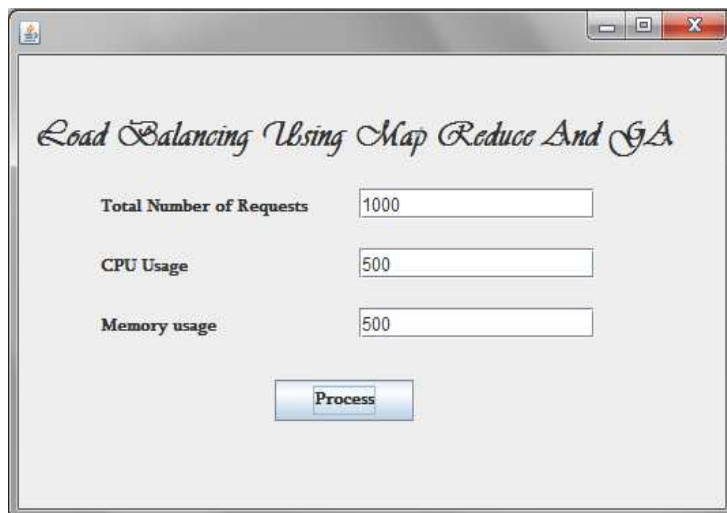 Load Balancing Using Map Reduce And GA
Total Number of Requests 1000
CPU Usage 500
Memory usage 500
Process